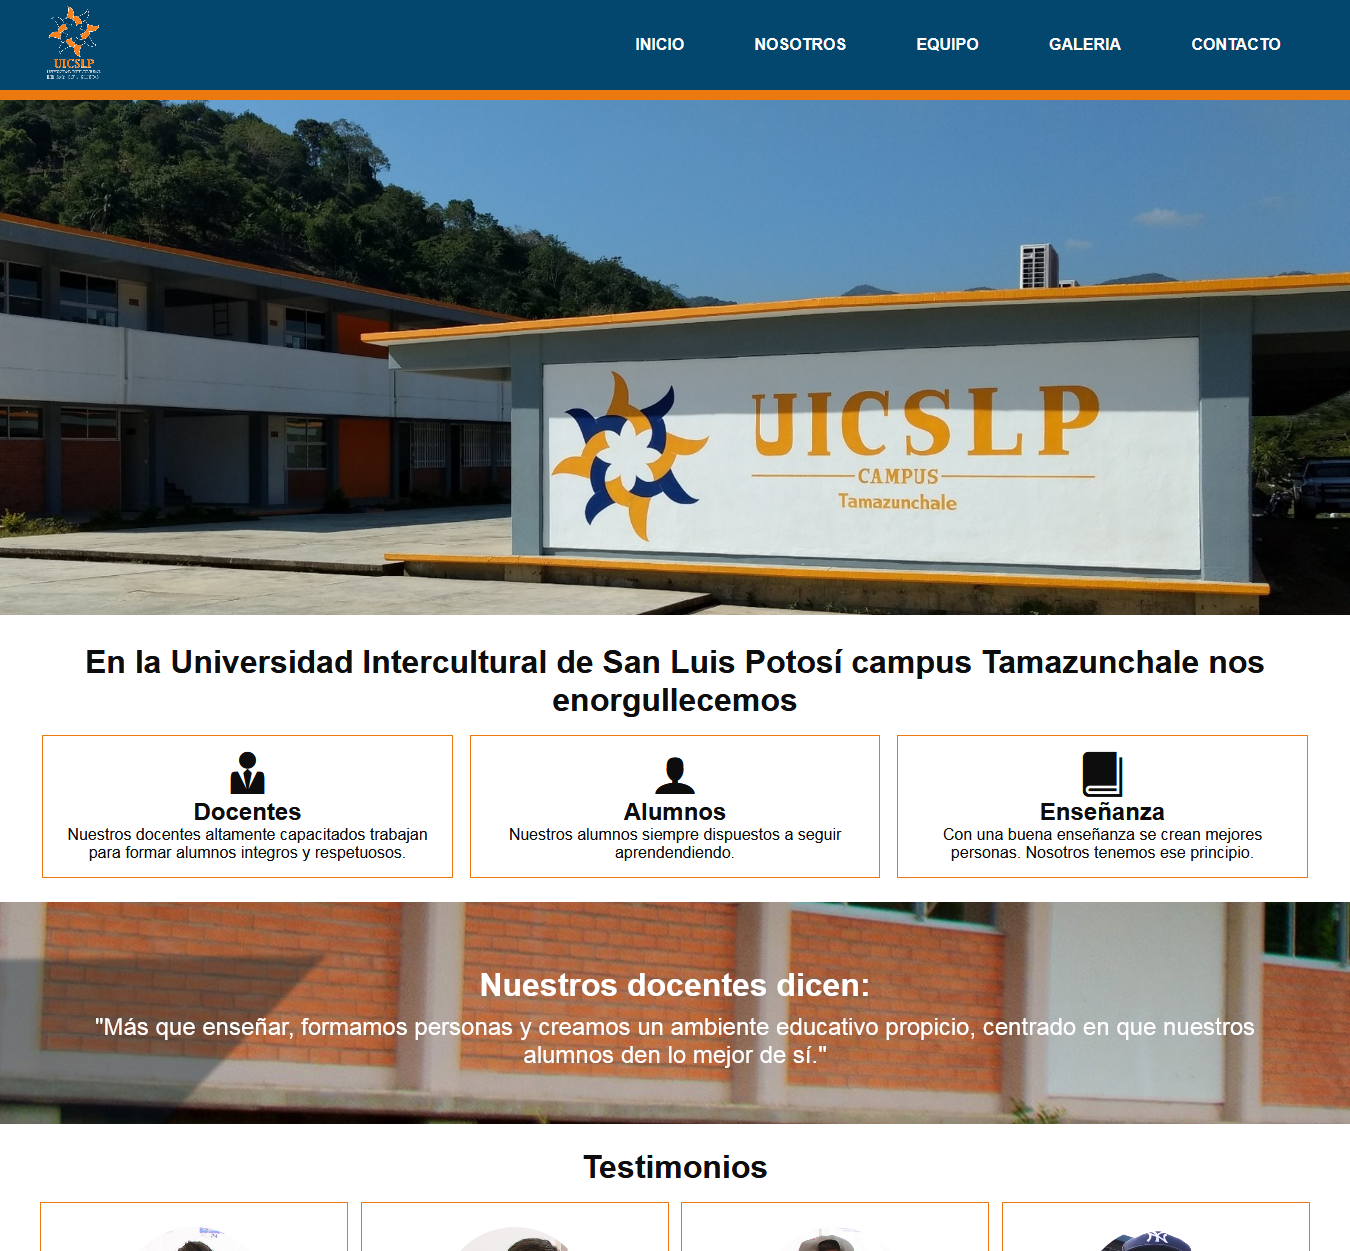 UICSLP
INICIO NOSOTROS EQUIPO GALERIA CONTACTO
UICSLP
CAMPUS
Tamazunchale
En la Universidad Intercultural de San Luis Potosí campus Tamazunchale nos
enorgullecemos
Docentes
Nuestros docentes altamente capacitados trabajan
para formar alumnos integros y respetuosos.
Alumnos
Nuestros alumnos siempre dispuestos a seguir
aprendendiendo.
Enseñanza
Con una buena enseñanza se crean mejores
personas. Nosotros tenemos ese principio.
Nuestros docentes dicen:
"Más que enseñar, formamos personas y creamos un ambiente educativo propicio, centrado en que nuestros
alumnos den lo mejor de sí."
Testimonios